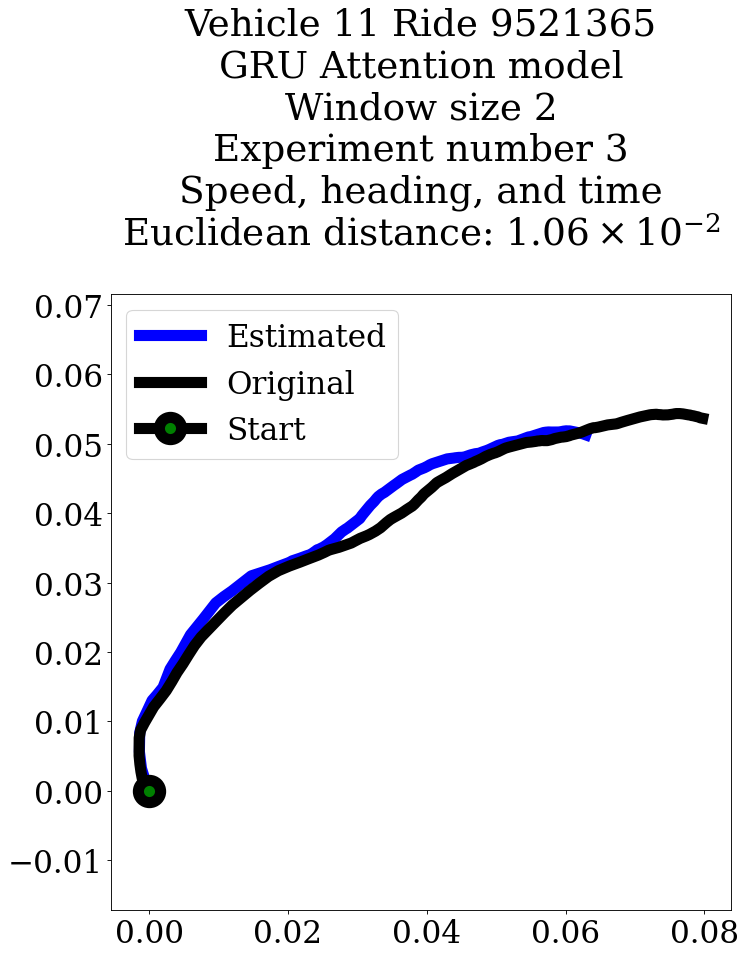 Vehicle 11 Ride 9521365
GRU Attention model
Window size 2
Experiment number 3
Speed, heading, and time
Euclidean distance: 1.06 × 10⁻²
0.07
0.06
0.05
0.04
0.03
0.02
0.01
0.00
−0.01
Estimated
Original
Start
0.00 0.02 0.04 0.06 0.08